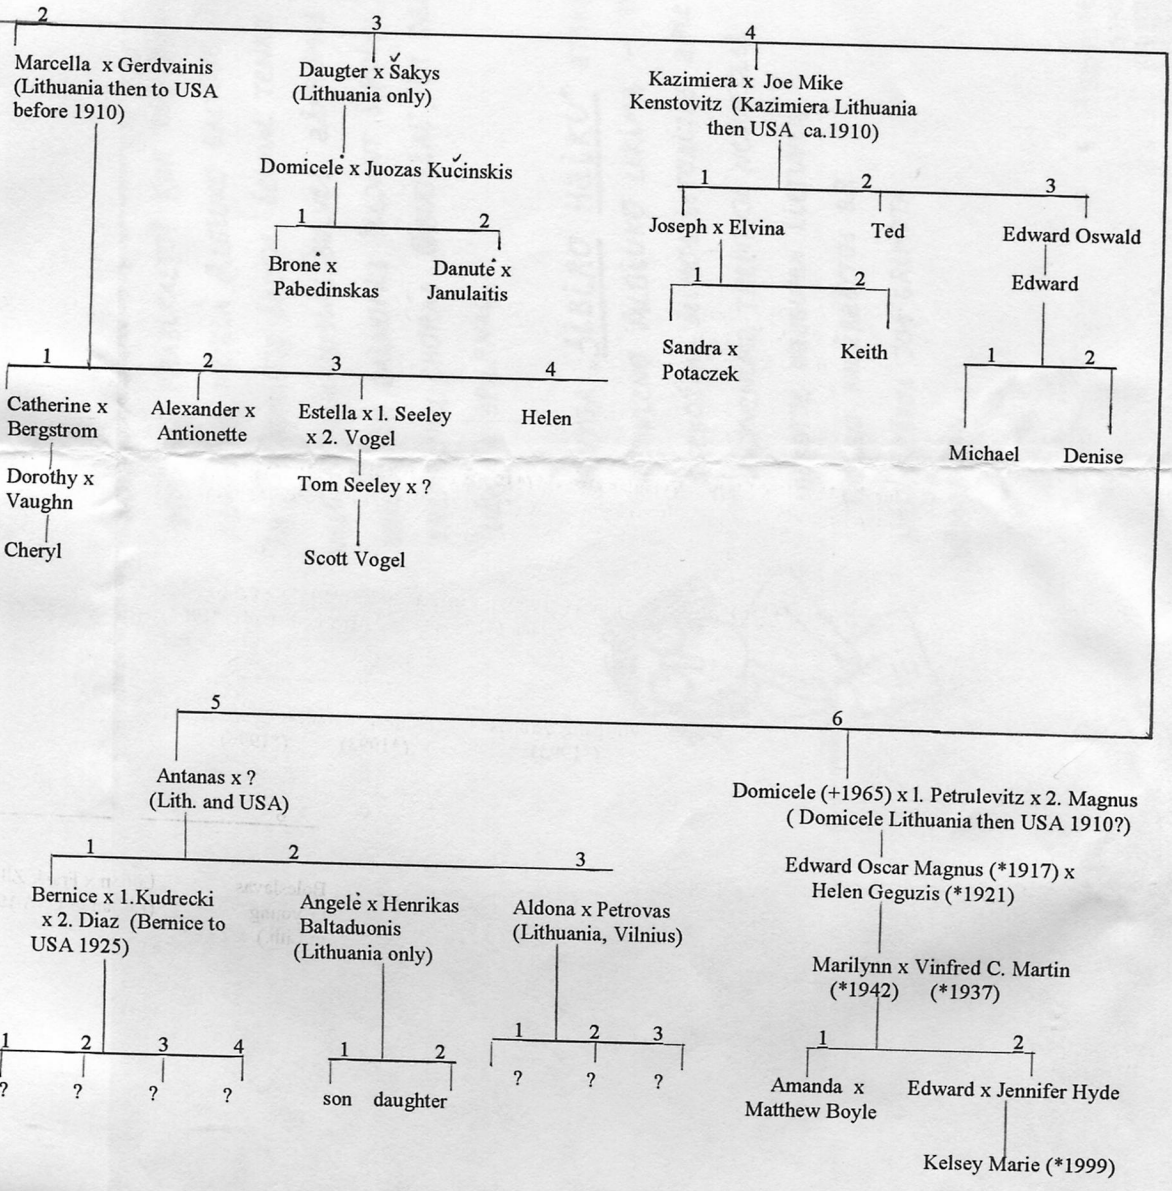 2 3 4
Marcella x Gerdvainis
(Lithuania then to USA
before 1910)
Daugter x Šakys
(Lithuania only)
Kazimiera x Joe Mike
Kenstovitz (Kazimiera Lithuania
then USA ca.1910)
Domicelė x Juozas Kučinskis
1 2
Bronė x
Pabedinskas
Danutė x
Janulaitis
1 2 3
Joseph x Elvina
Ted
Edward Oswald
Edward
1 2
Sandra x
Potaczek
Keith
1 2
Michael
Denise
1 2 3 4
Catherine x
Bergstrom
Alexander x
Antionette
Estella x 1. Seeley
x 2. Vogel
Helen
Dorothy x
Vaughn
Tom Seeley x ?
Cheryl
Scott Vogel
5 6
Antanas x ?
(Lith. and USA)
Domicele (+1965) x 1. Petrulevitz x 2. Magnus
( Domicele Lithuania then USA 1910?)
1 2 3
Bernice x 1.Kudrecki
x 2. Diaz (Bernice to
USA 1925)
Angelė x Henrikas
Baltaduonis
(Lithuania only)
Aldona x Petrovas
(Lithuania, Vilnius)
Edward Oscar Magnus (*1917) x
Helen Geguzis (*1921)
Marilynn x Vinfred C. Martin
(*1942) (*1937)
1 2 3 4
? ? ? ?
1 2
son daughter
1 2 3
? ? ?
1 2
Amanda x
Matthew Boyle
Edward x Jennifer Hyde
Kelsey Marie (*1999)